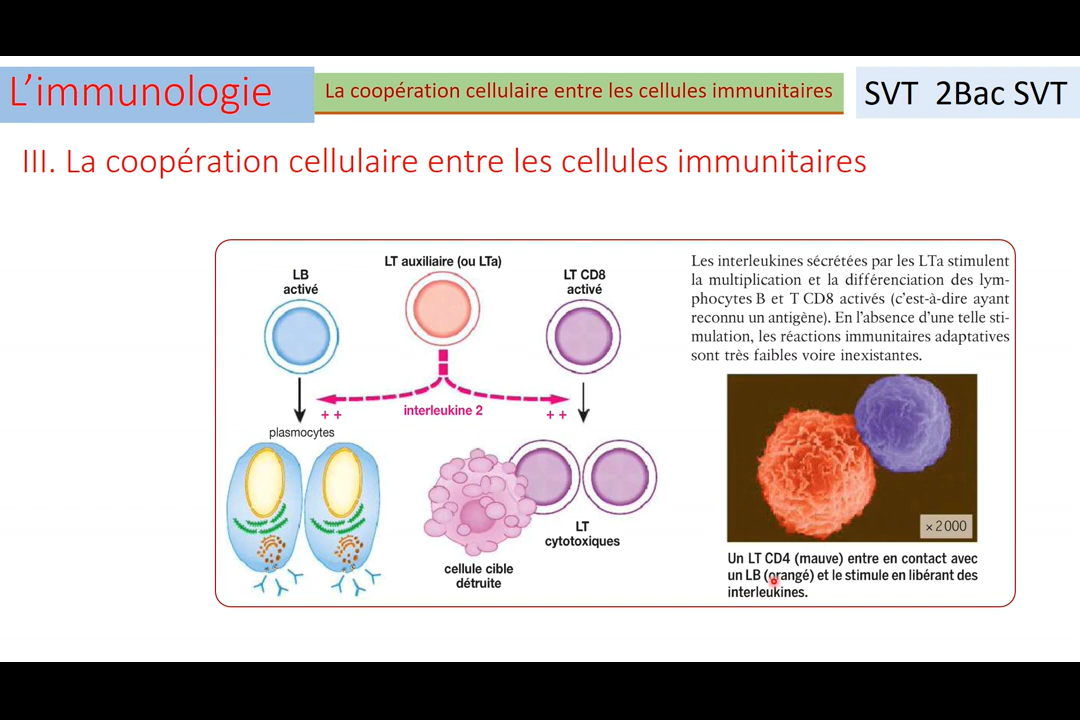 L'immunologie
La coopération cellulaire entre les cellules immunitaires
SVT 2Bac SVT
III. La coopération cellulaire entre les cellules immunitaires
LB
activé
LT auxiliaire (ou LTa)
LT CD8
activé
+ +
interleukine 2
+ +
plasmocytes
LT
cytotoxiques
cellule cible
détruite
Les interleukines sécrétées par les LTa stimulent
la multiplication et la différenciation des lym-
phocytes B et T CD8 activés (c'est-à-dire ayant
reconnu un antigène). En l'absence d'une telle sti-
mulation, les réactions immunitaires adaptatives
sont très faibles voire inexistantes.
x 2 000
Un LT CD4 (mauve) entre en contact avec
un LB (orangé) et le stimule en libérant des
interleukines.